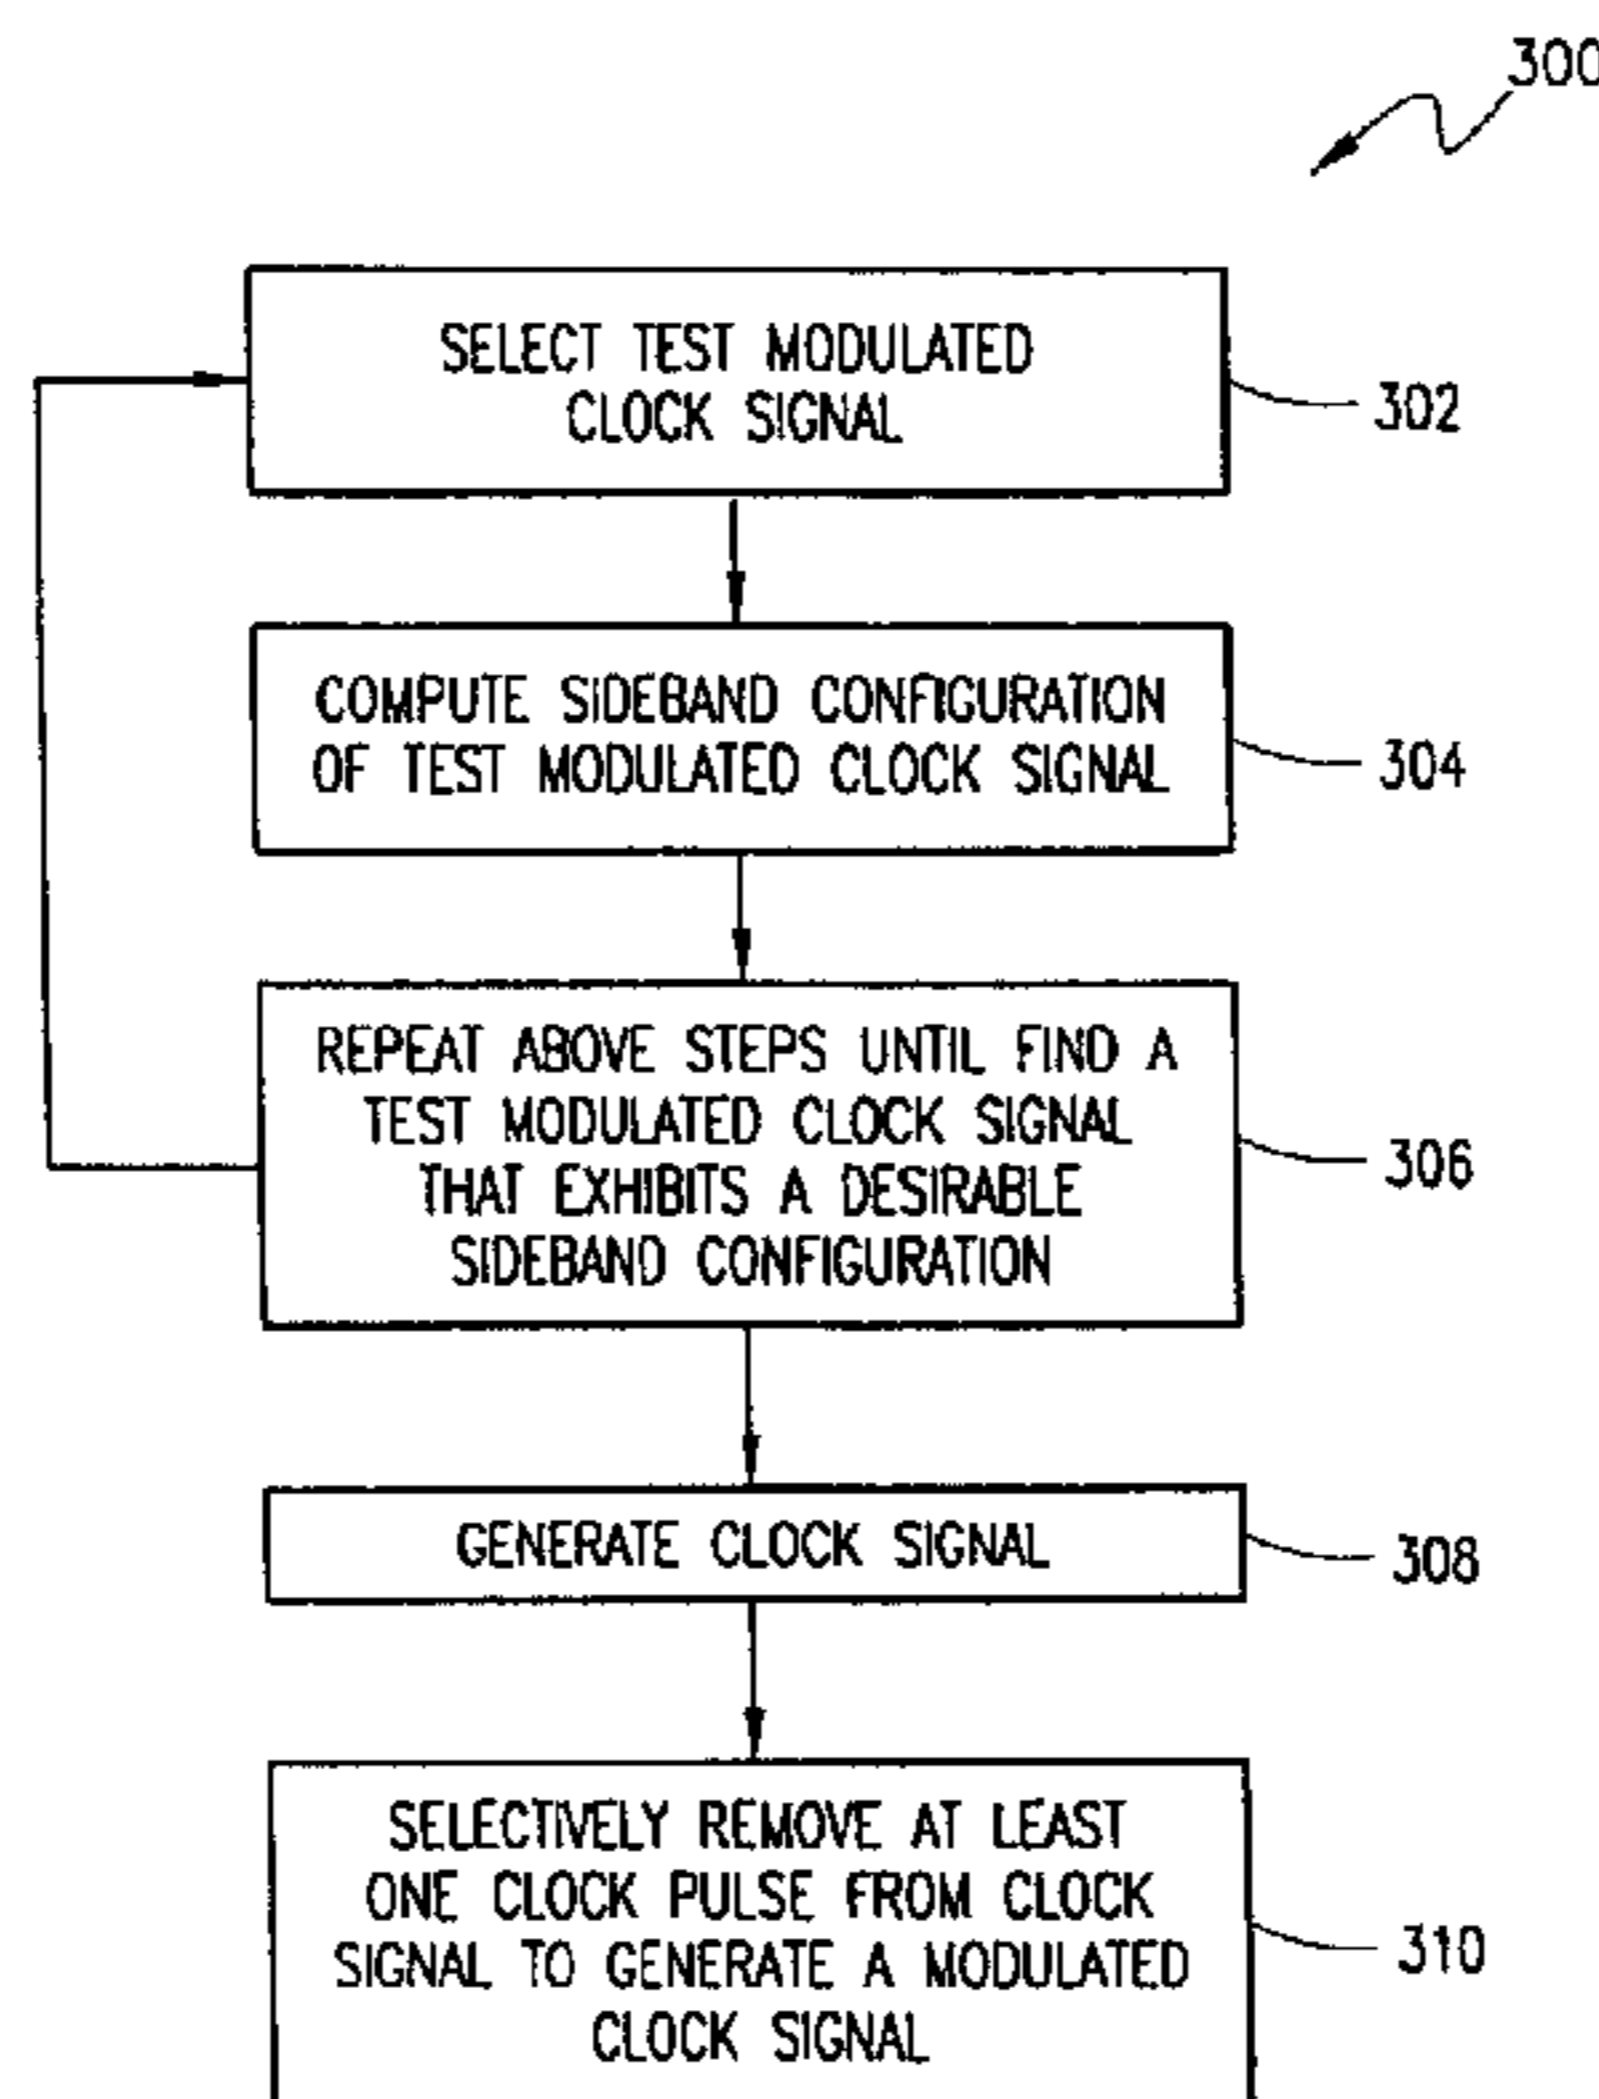 300
SELECT TEST MODULATED
CLOCK SIGNAL
302
COMPUTE SIDEBAND CONFIGURATION
OF TEST MODULATED CLOCK SIGNAL
304
REPEAT ABOVE STEPS UNTIL FIND A
TEST MODULATED CLOCK SIGNAL
THAT EXHIBITS A DESIRABLE
SIDEBAND CONFIGURATION
306
GENERATE CLOCK SIGNAL
308
SELECTIVELY REMOVE AT LEAST
ONE CLOCK PULSE FROM CLOCK
SIGNAL TO GENERATE A MODULATED
CLOCK SIGNAL
310